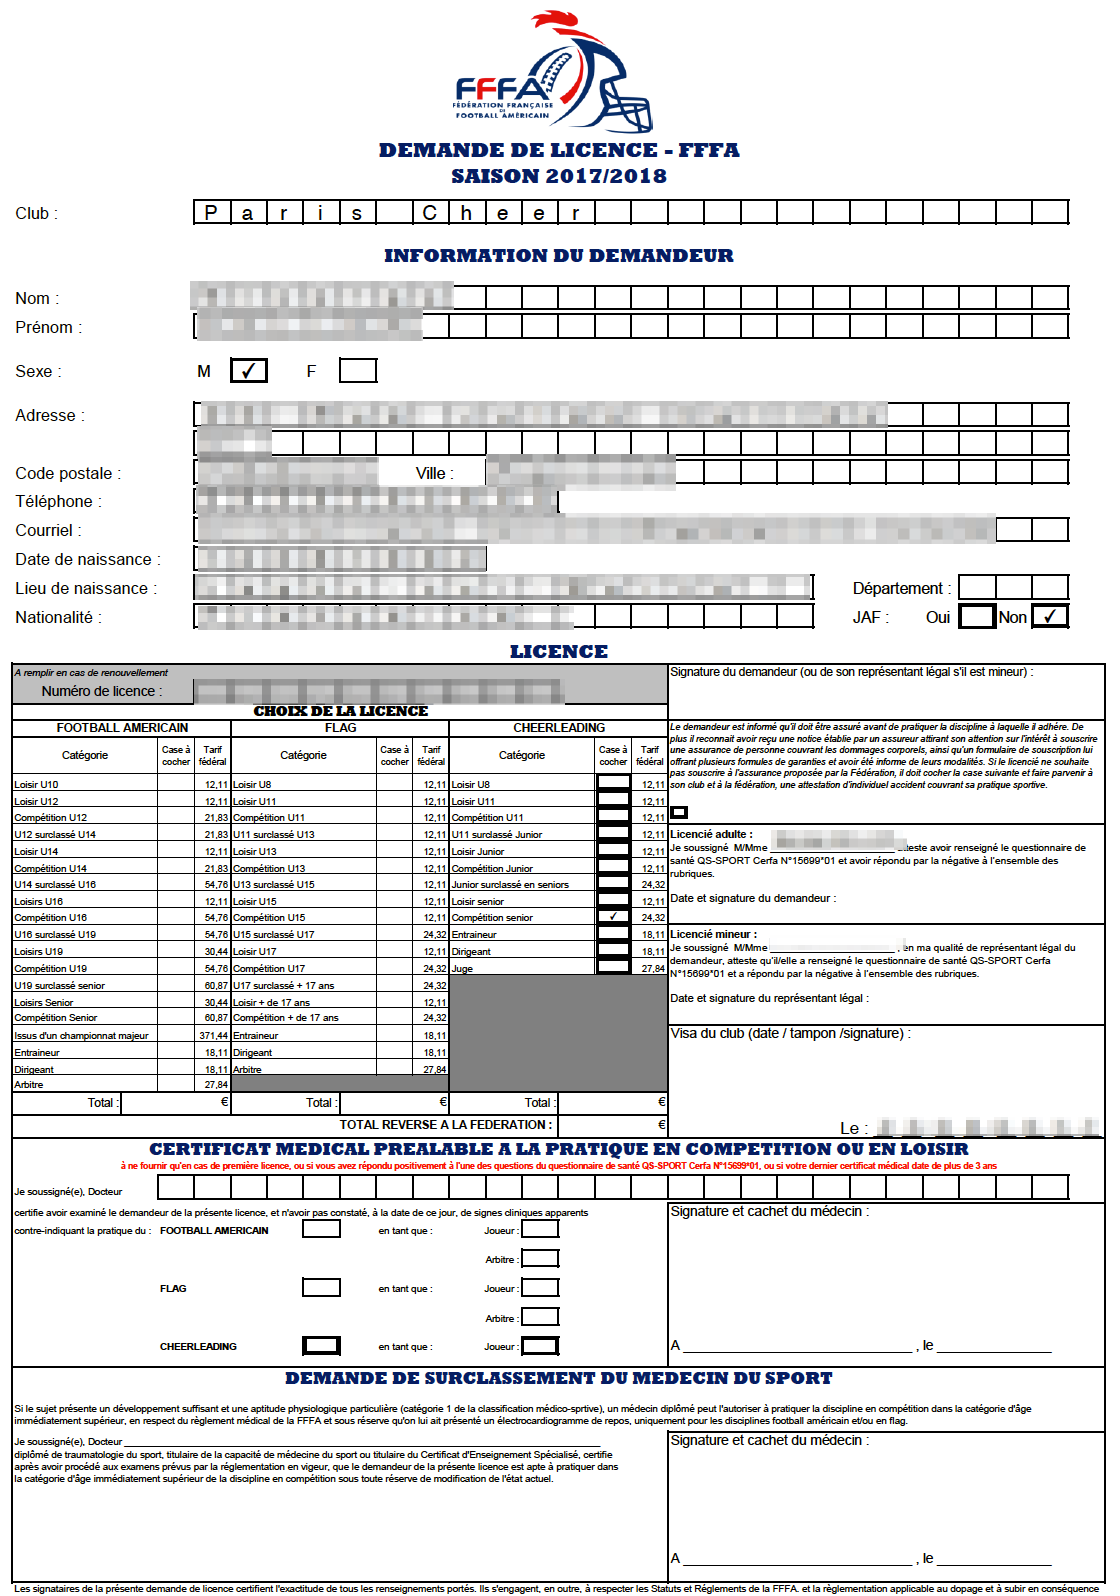 FFFA
FÉDÉRATION FRANÇAISE
DE
FOOTBALL AMÉRICAIN
DEMANDE DE LICENCE - FFFA
SAISON 2017/2018
Club : Paris Cheer
INFORMATION DU DEMANDEUR
Nom :
Prénom :
Sexe : M ✓ F
Adresse :
Code postale : Ville :
Téléphone :
Courriel :
Date de naissance :
Lieu de naissance : Département :
Nationalité : JAF : Oui Non ✓
LICENCE
A remplir en cas de renouvellement
Numéro de licence :
Signature du demandeur (ou de son représentant légal s'il est mineur) :
CHOIX DE LA LICENCE
FOOTBALL AMERICAIN FLAG CHEERLEADING
Catégorie Case à cocher Tarif fédéral Catégorie Case à cocher Tarif fédéral Catégorie Case à cocher Tarif fédéral
Loisir U10 12,11 Loisir U8 12,11 Loisir U8 12,11
Loisir U12 12,11 Loisir U11 12,11 Loisir U11 12,11
Compétition U12 21,83 Compétition U11 12,11 Compétition U11 12,11
U12 surclassé U14 21,83 U11 surclassé U13 12,11 U11 surclassé Junior 12,11
Loisir U14 12,11 Loisir U13 12,11 Loisir Junior 12,11
Compétition U14 21,83 Compétition U13 12,11 Compétition Junior 12,11
U14 surclassé U16 54,76 U13 surclassé U15 12,11 Junior surclassé en seniors 24,32
Loisirs U16 12,11 Loisir U15 12,11 Loisir senior 12,11
Compétition U16 54,76 Compétition U15 12,11 Compétition senior ✓ 24,32
U16 surclassé U19 54,76 U15 surclassé U17 24,32 Entraineur 18,11
Loisirs U19 30,44 Loisir U17 12,11 Dirigeant 18,11
Compétition U19 54,76 Compétition U17 24,32 Juge 27,84
U19 surclassé senior 60,87 U17 surclassé + 17 ans 24,32
Loisirs Senior 30,44 Loisir + de 17 ans 12,11
Compétition Senior 60,87 Compétition + de 17 ans 24,32
Issus d'un championnat majeur 371,44 Entraineur 18,11
Entraineur 18,11 Dirigeant 18,11
Dirigeant 18,11 Arbitre 27,84
Arbitre 27,84
Total : € Total : € Total : €
TOTAL REVERSE A LA FEDERATION : €
Le demandeur est informé qu'il doit être assuré avant de pratiquer la discipline à laquelle il adhéré. De
plus il reconnait avoir reçu une notice établie par un assureur attirant son attention sur l'intérêt à souscrire
une assurance de personne couvrant les dommages corporels, ainsi qu'un formulaire de souscription lui
offrant plusieurs formules de garanties et avoir été informe de leurs modalités. Si le licencié ne souhaite
pas souscrire à l'assurance proposée par la Fédération, il doit cocher la case suivante et faire parvenir à
son club et à la fédération, une attestation d'individuel accident couvrant sa pratique sportive.
Licencié adulte :
Je soussigné M/Mme atteste avoir renseigné le questionnaire de
santé QS-SPORT Cerfa N°15699*01 et avoir répondu par la négative à l'ensemble des
rubriques.
Date et signature du demandeur :
Licencié mineur :
Je soussigné M/Mme , en ma qualité de représentant légal du
demandeur, atteste qu'il/elle a renseigné le questionnaire de santé QS-SPORT Cerfa
N°15699*01 et a répondu par la négative à l'ensemble des rubriques.
Date et signature du représentant légal :
Visa du club (date / tampon /signature) :
Le :
CERTIFICAT MEDICAL PREALABLE A LA PRATIQUE EN COMPETITION OU EN LOISIR
à ne fournir qu'en cas de première licence, ou si vous avez répondu positivement à l'une des questions du questionnaire de santé QS-SPORT Cerfa N°15699*01, ou si votre dernier certificat médical date de plus de 3 ans
Je soussigné(e), Docteur
certifie avoir examiné le demandeur de la présente licence, et n'avoir pas constaté, à la date de ce jour, de signes cliniques apparents
contre-indiquant la pratique du : FOOTBALL AMERICAIN en tant que : Joueur :
Arbitre :
FLAG en tant que : Joueur :
Arbitre :
CHEERLEADING en tant que : Joueur :
Signature et cachet du médecin :
A , le
DEMANDE DE SURCLASSEMENT DU MEDECIN DU SPORT
Si le sujet présente un développement suffisant et une aptitude physiologique particulière (catégorie 1 de la classification médico-sprtive), un médecin diplômé peut l'autoriser à pratiquer la discipline en compétition dans la catégorie d'âge
immédiatement supérieur, en respect du règlement médical de la FFFA et sous réserve qu'on lui ait présenté un électrocardiogramme de repos, uniquement pour les disciplines football américain et/ou en flag.
Je soussigné(e), Docteur
diplômé de traumatologie du sport, titulaire de la capacité de médecine du sport ou titulaire du Certificat d'Enseignement Spécialisé, certifie
après avoir procédé aux examens prévus par la réglementation en vigeur, que le demandeur de la présente licence est apte à pratiquer dans
la catégorie d'âge immédiatement supérieur de la discipline en compétition sous toute réserve de modification de l'état actuel.
Signature et cachet du médecin :
A , le
Les signataires de la présente demande de licence certifient l'exactitude de tous les renseignements portés. Ils s'engagent, en outre, à respecter les Statuts et Réglements de la FFFA. et la règlementation applicable au dopage et à subir en conséquence